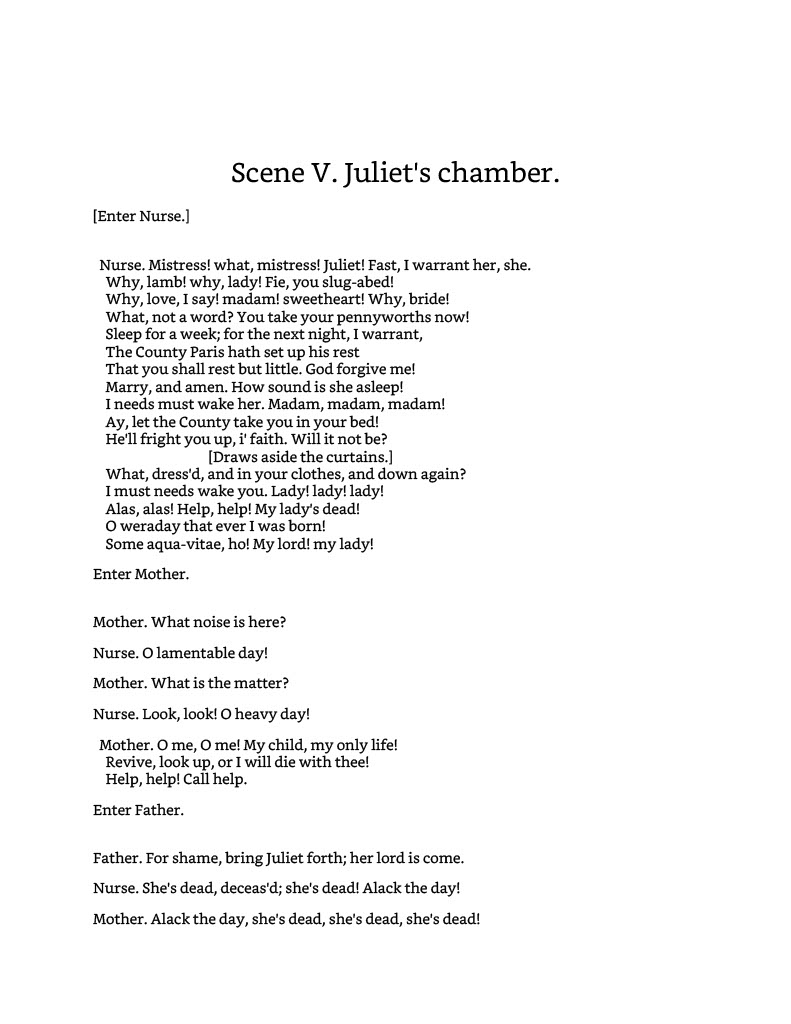 Scene V. Juliet's chamber.
[Enter Nurse.]
Nurse. Mistress! what, mistress! Juliet! Fast, I warrant her, she.
Why, lamb! why, lady! Fie, you slug-abed!
Why, love, I say! madam! sweetheart! Why, bride!
What, not a word? You take your pennyworths now!
Sleep for a week; for the next night, I warrant,
The County Paris hath set up his rest
That you shall rest but little. God forgive me!
Marry, and amen. How sound is she asleep!
I needs must wake her. Madam, madam, madam!
Ay, let the County take you in your bed!
He'll fright you up, i' faith. Will it not be?
[Draws aside the curtains.]
What, dress'd, and in your clothes, and down again?
I must needs wake you. Lady! lady! lady!
Alas, alas! Help, help! My lady's dead!
O weraday that ever I was born!
Some aqua-vitae, ho! My lord! my lady!
Enter Mother.
Mother. What noise is here?
Nurse. O lamentable day!
Mother. What is the matter?
Nurse. Look, look! O heavy day!
Mother. O me, O me! My child, my only life!
Revive, look up, or I will die with thee!
Help, help! Call help.
Enter Father.
Father. For shame, bring Juliet forth; her lord is come.
Nurse. She's dead, deceas'd; she's dead! Alack the day!
Mother. Alack the day, she's dead, she's dead, she's dead!